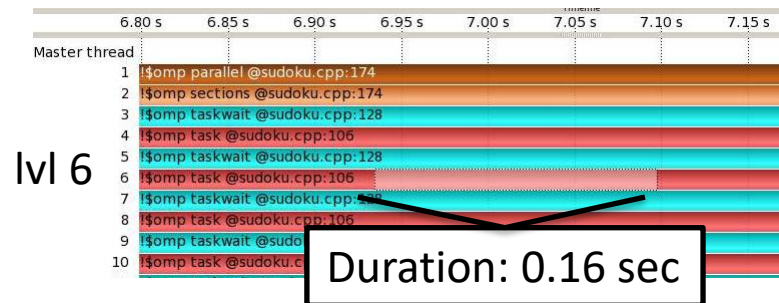 Timeline
6.80 s 6.85 s 6.90 s 6.95 s 7.00 s 7.05 s 7.10 s 7.15 s
Master thread
1 !$omp parallel @sudoku.cpp:174
2 !$omp sections @sudoku.cpp:174
3 !$omp taskwait @sudoku.cpp:128
4 !$omp task @sudoku.cpp:106
5 !$omp taskwait @sudoku.cpp:128
lvl 6
6 !$omp task @sudoku.cpp:106
7 !$omp taskwait @sudoku.cpp:128
8 !$omp task @sudoku.cpp:106
9 !$omp taskwait @sudo
10 !$omp task @sudoku.c
Duration: 0.16 sec